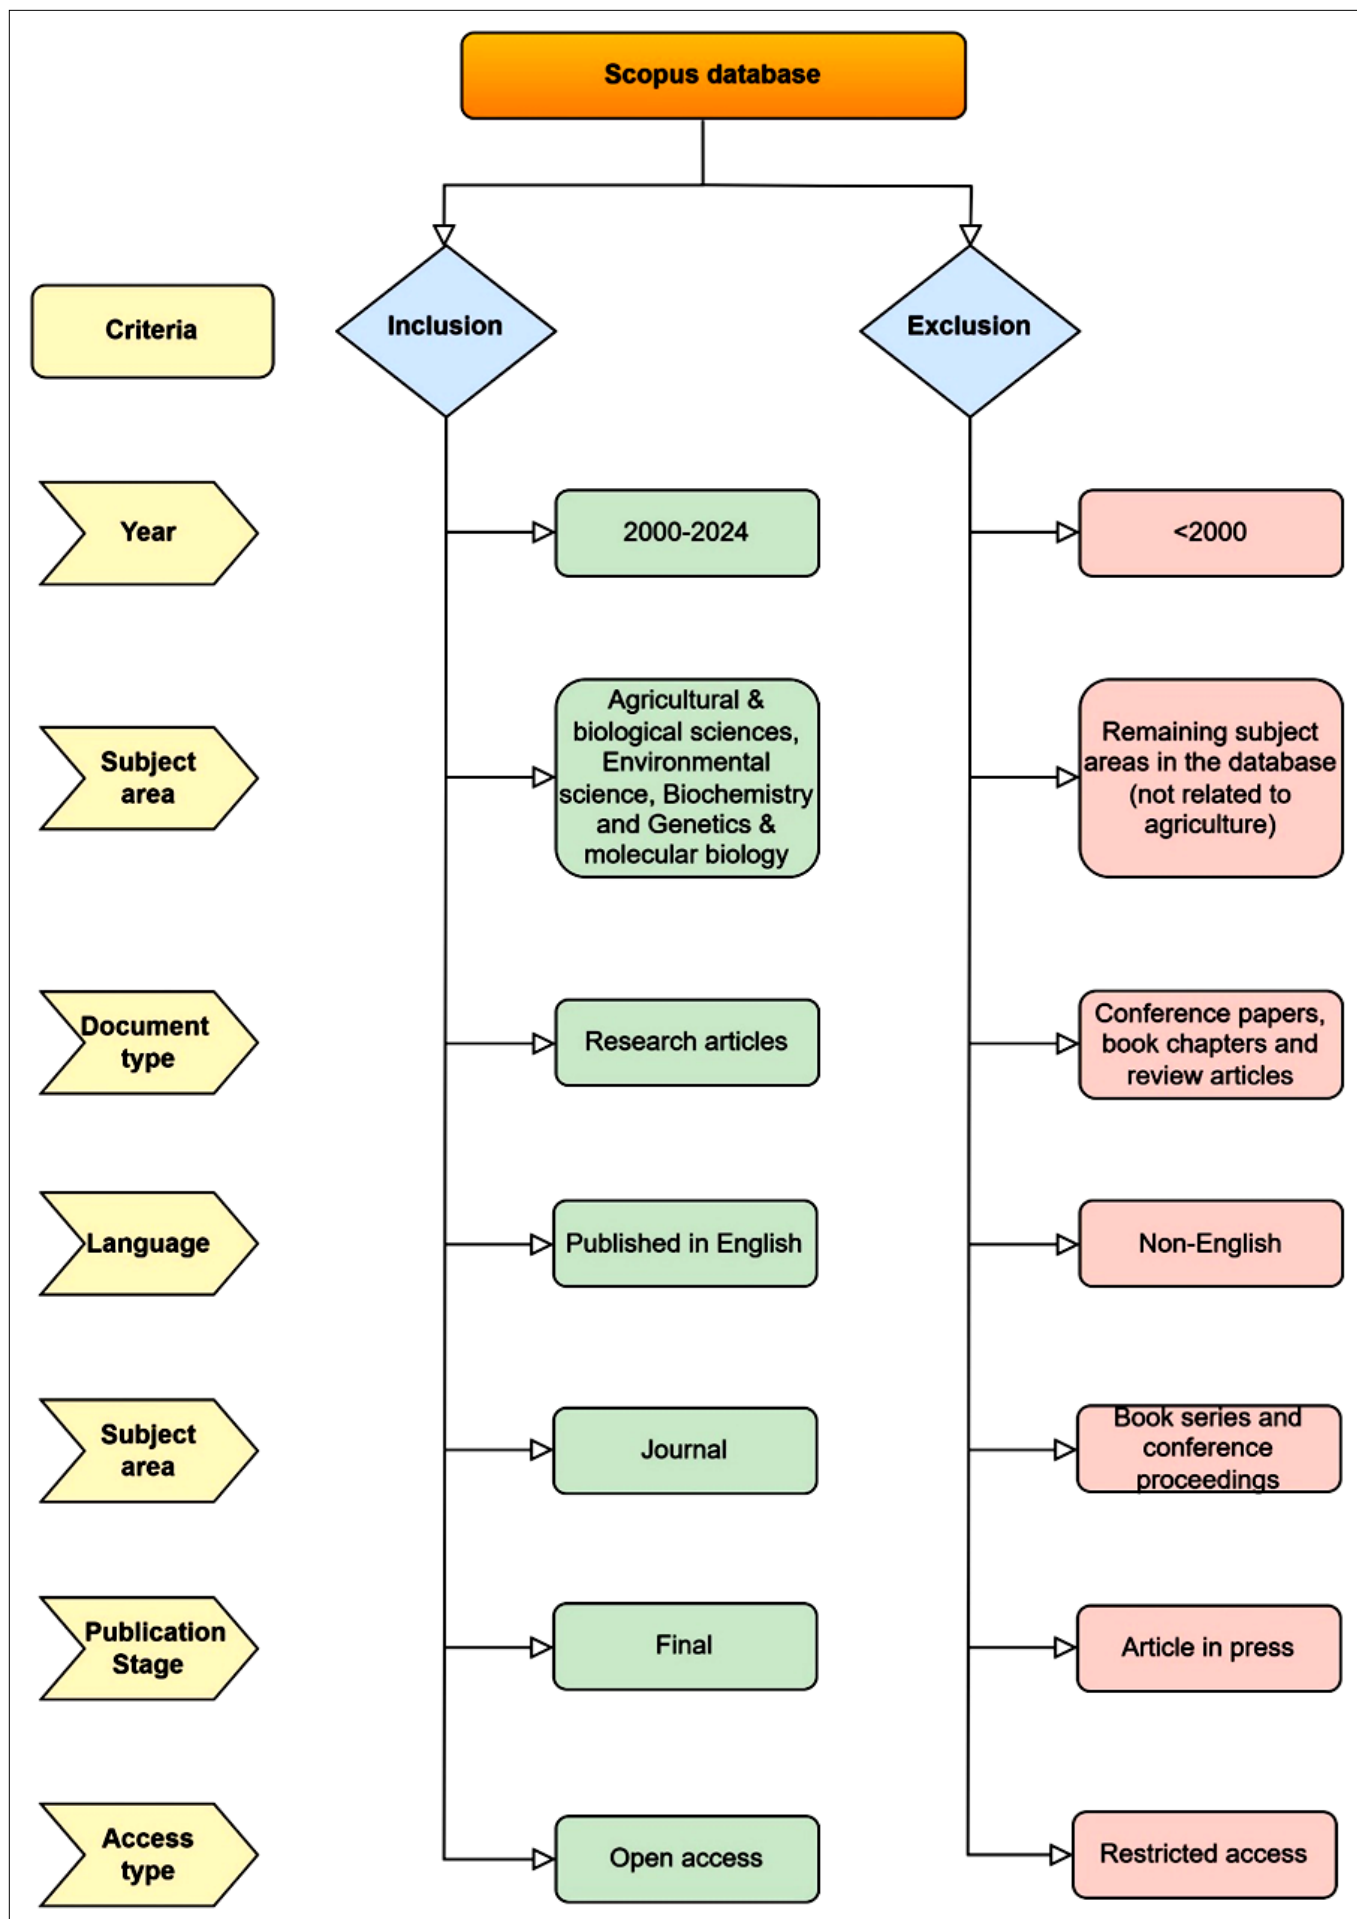 Scopus database
Criteria
Inclusion
Exclusion
Year
2000-2024
<2000
Subject
area
Agricultural &
biological sciences,
Environmental
science, Biochemistry
and Genetics &
molecular biology
Remaining subject
areas in the database
(not related to
agriculture)
Document
type
Research articles
Conference papers,
book chapters and
review articles
Language
Published in English
Non-English
Subject
area
Journal
Book series and
conference
proceedings
Publication
Stage
Final
Article in press
Access
type
Open access
Restricted access